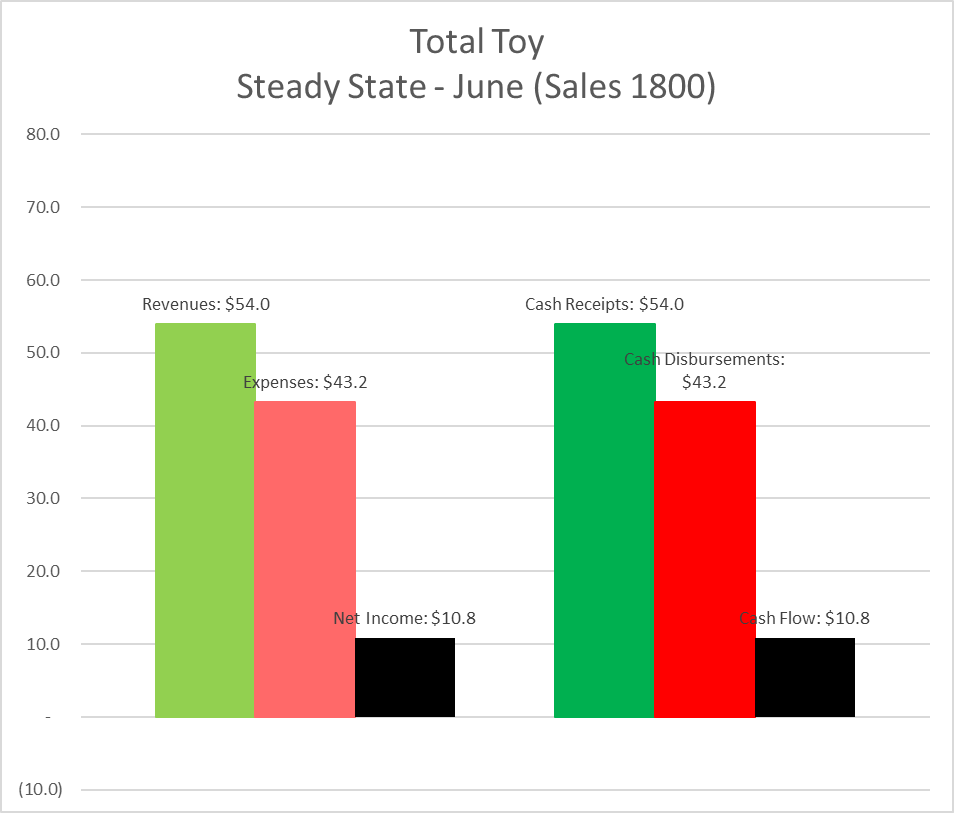 Total Toy
Steady State - June (Sales 1800)
80.0
70.0
60.0
50.0
40.0
30.0
20.0
10.0
-
(10.0)
Revenues: $54.0
Expenses: $43.2
Net Income: $10.8
Cash Receipts: $54.0
Cash Disbursements:
$43.2
Cash Flow: $10.8